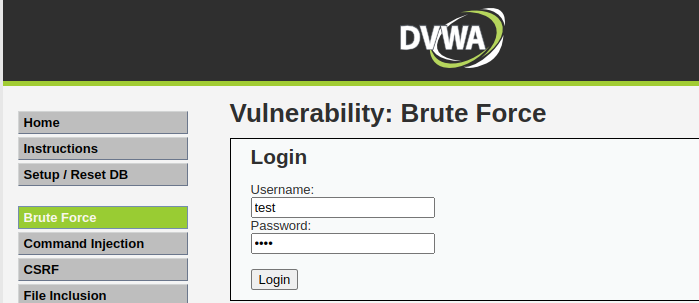 DVWA
Home
Instructions
Setup / Reset DB
Brute Force
Command Injection
CSRF
File Inclusion
Vulnerability: Brute Force
Login
Username:
test
Password:
••••
Login